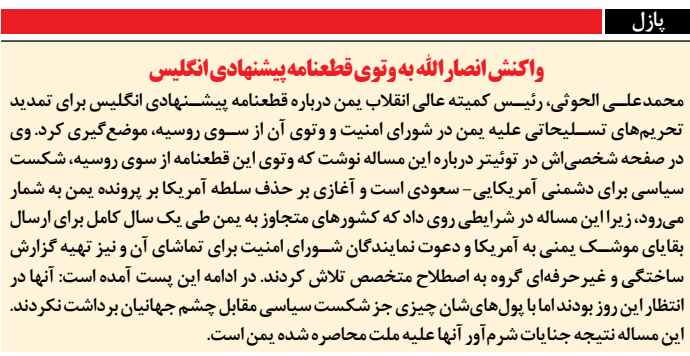 پازل
واکنش انصارالله به وتوی قطعنامه پیشنهادی انگلیس
محمدعلی الحوثی، رئیس کمیته عالی انقلاب یمن درباره قطعنامه پیشنهادی انگلیس برای تمدید
تحریم‌های تسلیحاتی علیه یمن در شورای امنیت و وتوی آن از سوی روسیه، موضع‌گیری کرد. وی
در صفحه شخصی‌اش در توئیتر درباره این مساله نوشت که وتوی این قطعنامه از سوی روسیه، شکست
سیاسی برای دشمنی آمریکایی- سعودی است و آغازی بر حذف سلطه آمریکا بر پرونده یمن به شمار
می‌رود، زیرا این مساله در شرایطی روی داد که کشورهای متجاوز به یمن طی یک سال کامل برای ارسال
بقایای موشک یمنی به آمریکا و دعوت نمایندگان شورای امنیت برای تماشای آن و نیز تهیه گزارش
ساختگی و غیرحرفه‌ای گروه به اصطلاح متخصص تلاش کردند. در ادامه این پست آمده است: آنها در
انتظار این روز بودند اما با پول‌های‌شان چیزی جز شکست سیاسی مقابل چشم جهانیان برداشت نکردند.
این مساله نتیجه جنایات شرم‌آور آنها علیه ملت محاصره شده یمن است.